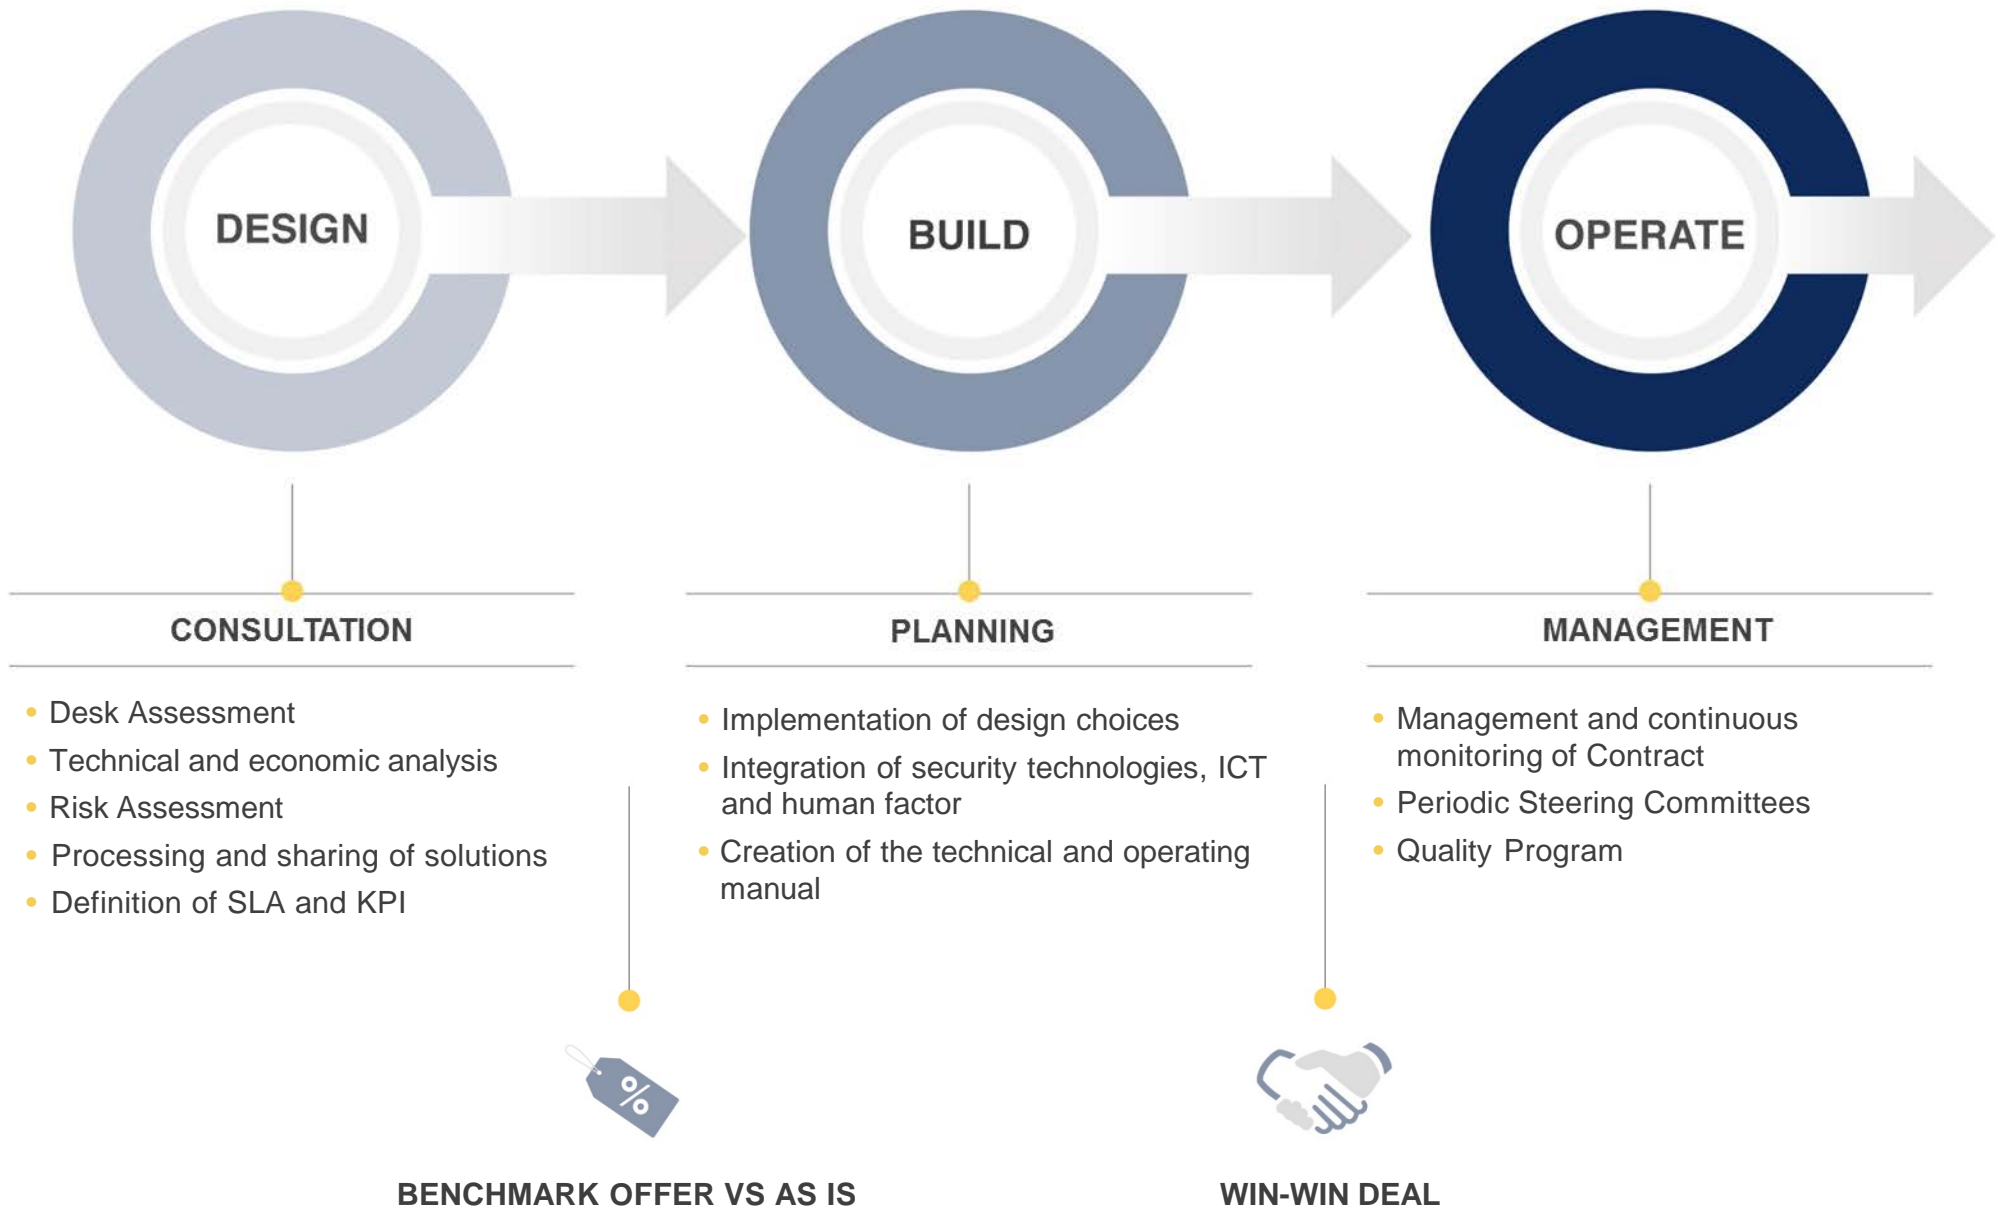 DESIGN
BUILD
OPERATE
CONSULTATION
• Desk Assessment
• Technical and economic analysis
• Risk Assessment
• Processing and sharing of solutions
• Definition of SLA and KPI
PLANNING
• Implementation of design choices
• Integration of security technologies, ICT
and human factor
• Creation of the technical and operating
manual
MANAGEMENT
• Management and continuous
monitoring of Contract
• Periodic Steering Committees
• Quality Program
%
BENCHMARK OFFER VS AS IS
WIN-WIN DEAL